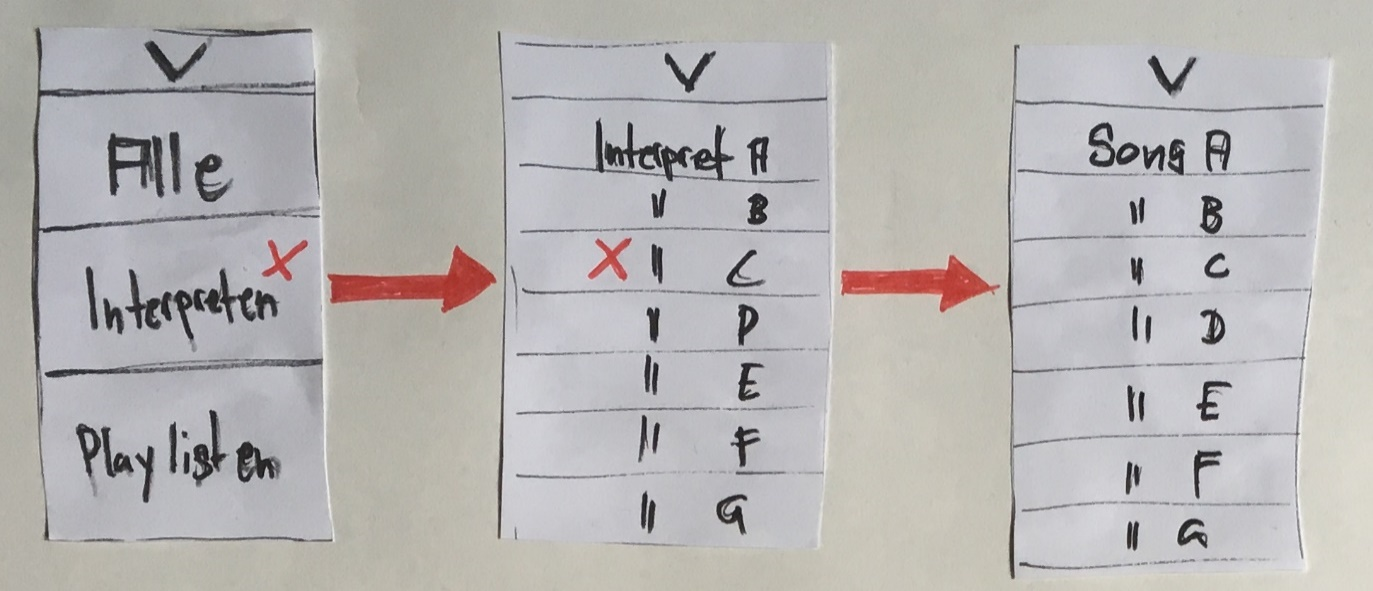 V
Alle
Interpreten X
Playlisten
V
Interpret A
" B
X " C
" D
" E
" F
" G
V
Song A
" B
" C
" D
" E
" F
" G